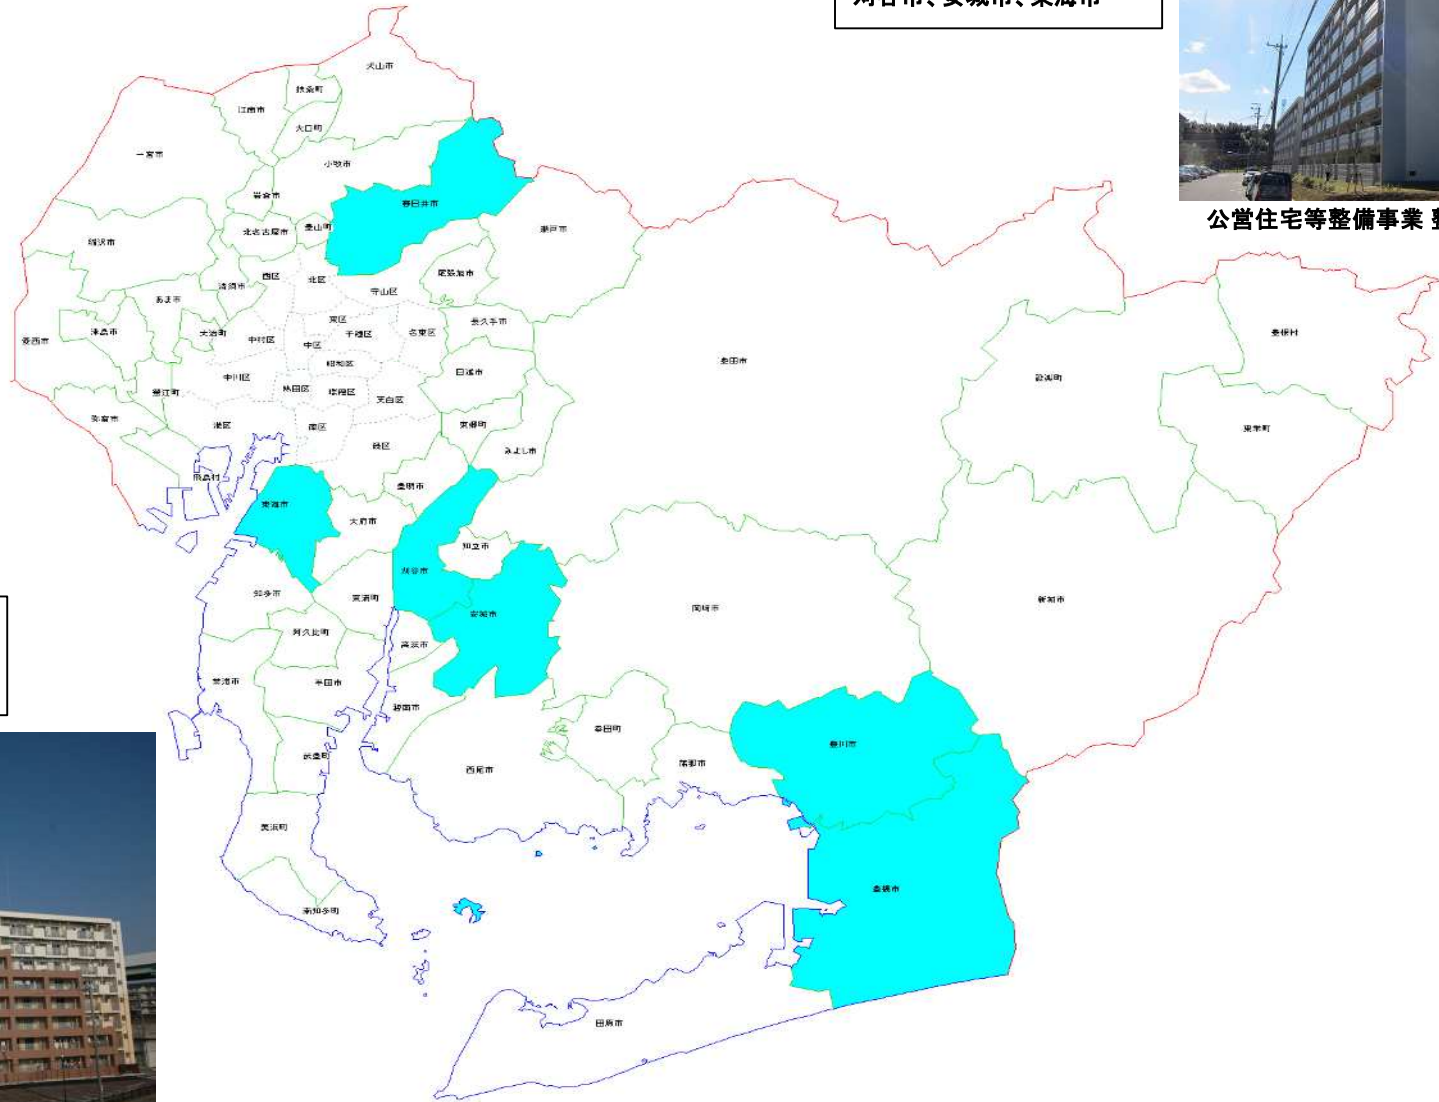 刈谷市、安城市、東海市
公営住宅等整備事業 整
犬山市
扶桑町
江南市
大口町
一宮市
小牧市
岩倉市
春日井市
北名古屋市
豊山町
瀬戸市
稲沢市
尾張旭市
清須市
西区
北区
守山区
あま市
東区
長久手市
津島市
大治町
中村区
中区
千種区
名東区
愛西市
豊根村
昭和区
豊田市
日進市
設楽町
中川区
熱田区
瑞穂区
天白区
蟹江町
弥富市
港区
南区
東郷町
東栄町
緑区
みよし市
飛島村
豊明市
東海市
大府市
知立市
刈谷市
知多市
東浦町
新城市
岡崎市
安城市
阿久比町
高浜市
常滑市
半田市
碧南市
幸田町
豊川市
武豊町
西尾市
蒲郡市
美浜町
豊橋市
南知多町
田原市